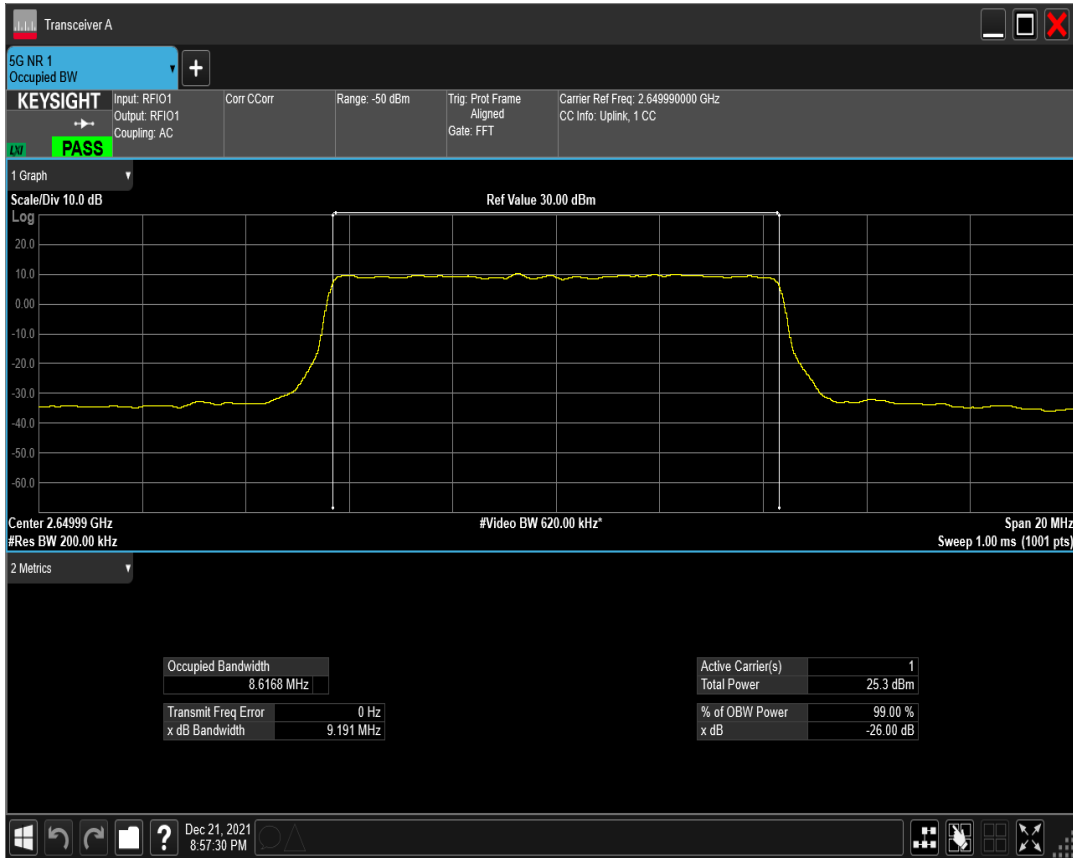 Transceiver A
5G NR 1
Occupied BW
KEYSIGHT
LXI
PASS
Input: RFIO1
Output: RFIO1
Coupling: AC
Corr CCorr
Range: -50 dBm
Trig: Prot Frame
Aligned
Gate: FFT
Carrier Ref Freq: 2.649990000 GHz
CC Info: Uplink, 1 CC
1 Graph
Scale/Div 10.0 dB
Ref Value 30.00 dBm
Log
20.0
10.0
0.00
-10.0
-20.0
-30.0
-40.0
-50.0
-60.0
Center 2.64999 GHz
#Video BW 620.00 kHz*
Span 20 MHz
#Res BW 200.00 kHz
Sweep 1.00 ms (1001 pts)
2 Metrics
Occupied Bandwidth
8.6168 MHz
Transmit Freq Error 0 Hz
x dB Bandwidth 9.191 MHz
Active Carrier(s) 1
Total Power 25.3 dBm
% of OBW Power 99.00 %
x dB -26.00 dB
?
Dec 21, 2021
8:57:30 PM